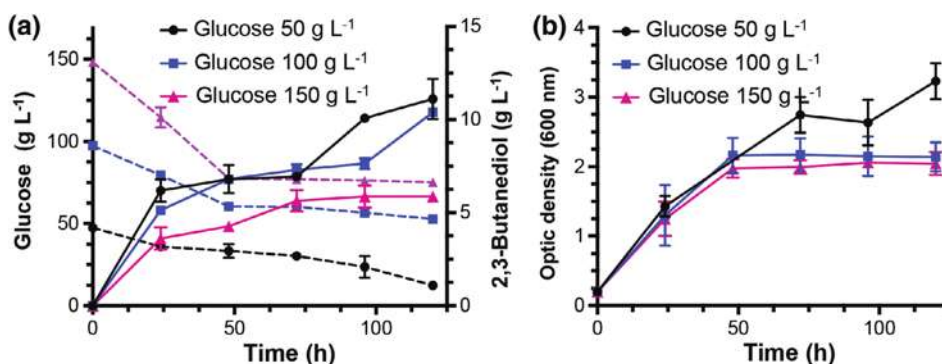 (a)
Glucose 50 g L⁻¹
Glucose 100 g L⁻¹
Glucose 150 g L⁻¹
Glucose
(g L⁻¹)
150
100
50
0
15
10
5
0
2,3-Butanediol (g L⁻¹)
0
50
100
Time (h)
(b)
Glucose 50 g L⁻¹
Glucose 100 g L⁻¹
Glucose 150 g L⁻¹
Optic density (600 nm)
4
3
2
1
0
0
50
100
Time (h)